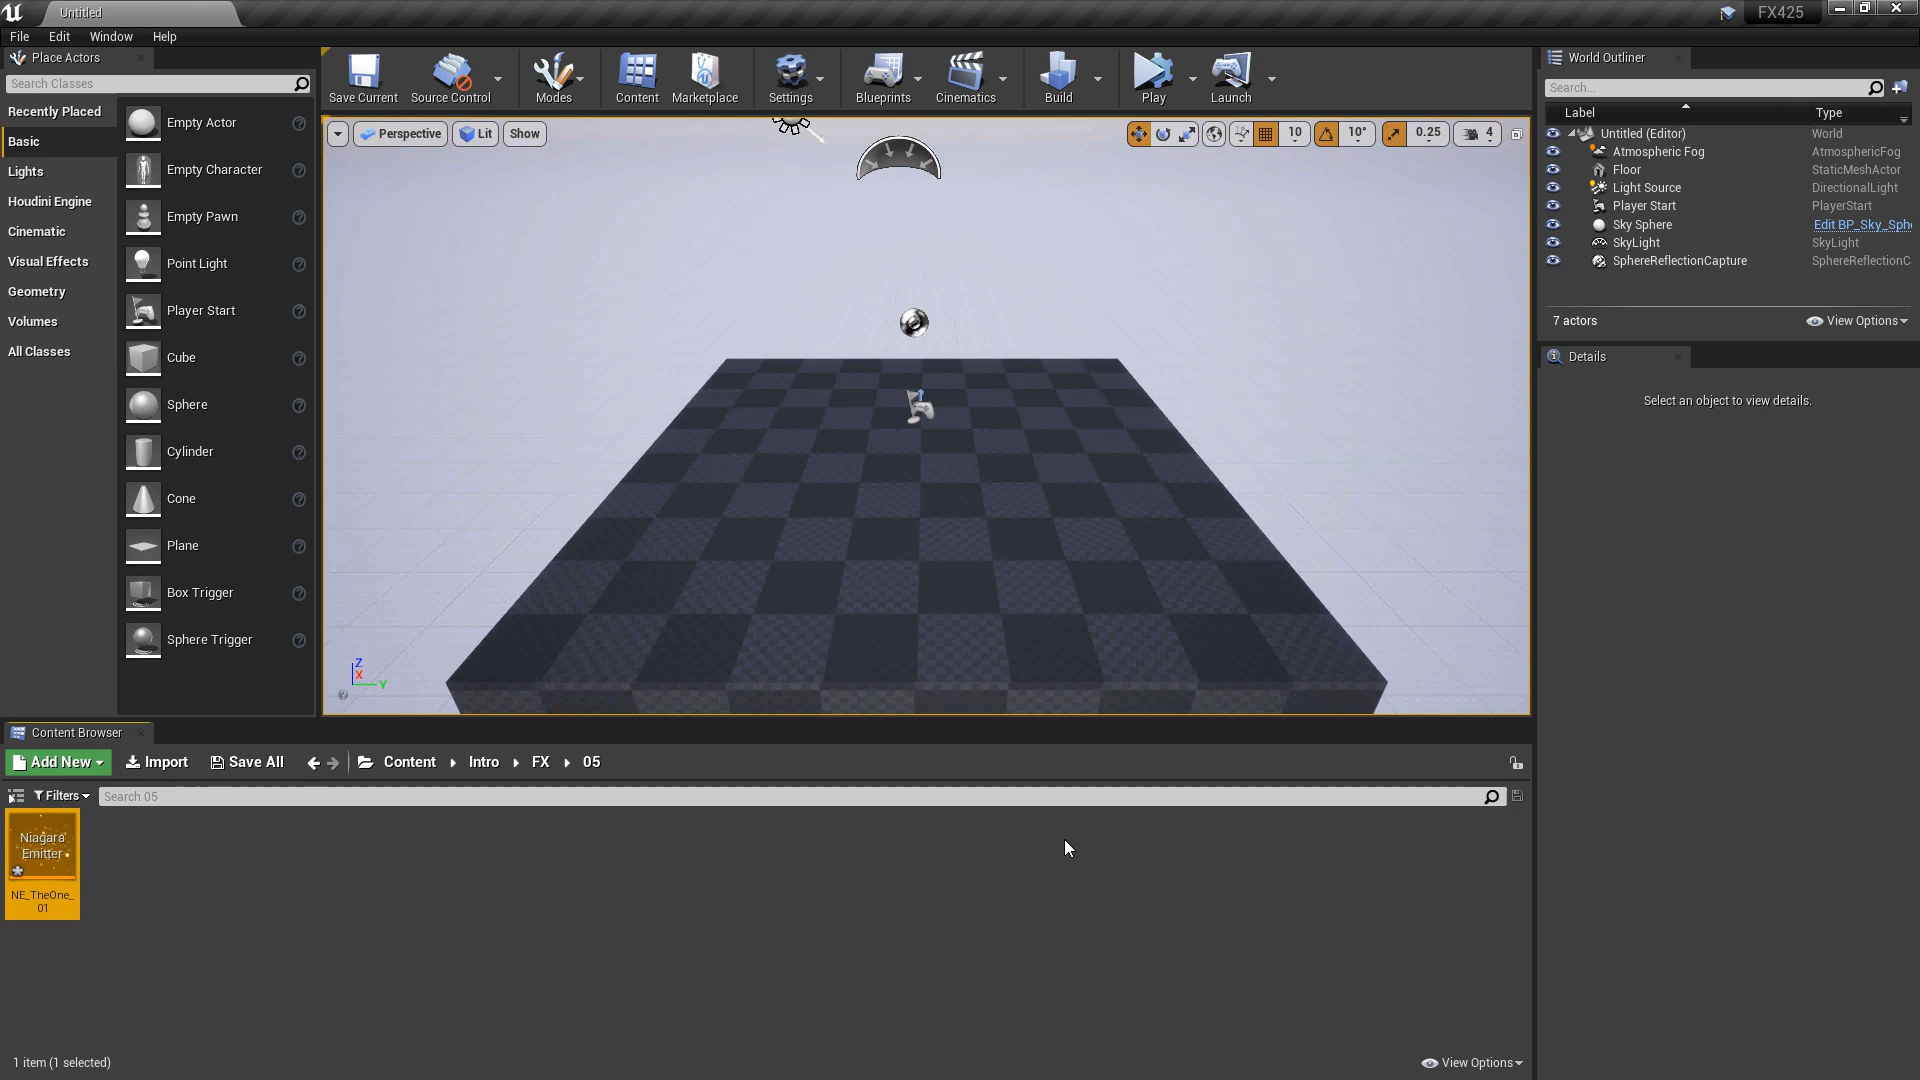 Untitled
FX425
File Edit Window Help
Place Actors
Search Classes
Recently Placed
Basic
Lights
Houdini Engine
Cinematic
Visual Effects
Geometry
Volumes
All Classes
Empty Actor
Empty Character
Empty Pawn
Point Light
Player Start
Cube
Sphere
Cylinder
Cone
Plane
Box Trigger
Sphere Trigger
Save Current Source Control Modes Content Marketplace Settings Blueprints Cinematics Build Play Launch
Perspective Lit Show 10 10° 0.25 4
Z
X
Y
World Outliner
Search...
Label Type
Untitled (Editor) World
Atmospheric Fog AtmosphericFog
Floor StaticMeshActor
Light Source DirectionalLight
Player Start PlayerStart
Sky Sphere Edit BP_Sky_Sph
SkyLight SkyLight
SphereReflectionCapture SphereReflectionC
7 actors View Options
Details
Select an object to view details.
Content Browser
Add New Import Save All Content Intro FX 05
Filters Search 05
Niagara
Emitter
NE_TheOne_
01
1 item (1 selected) View Options